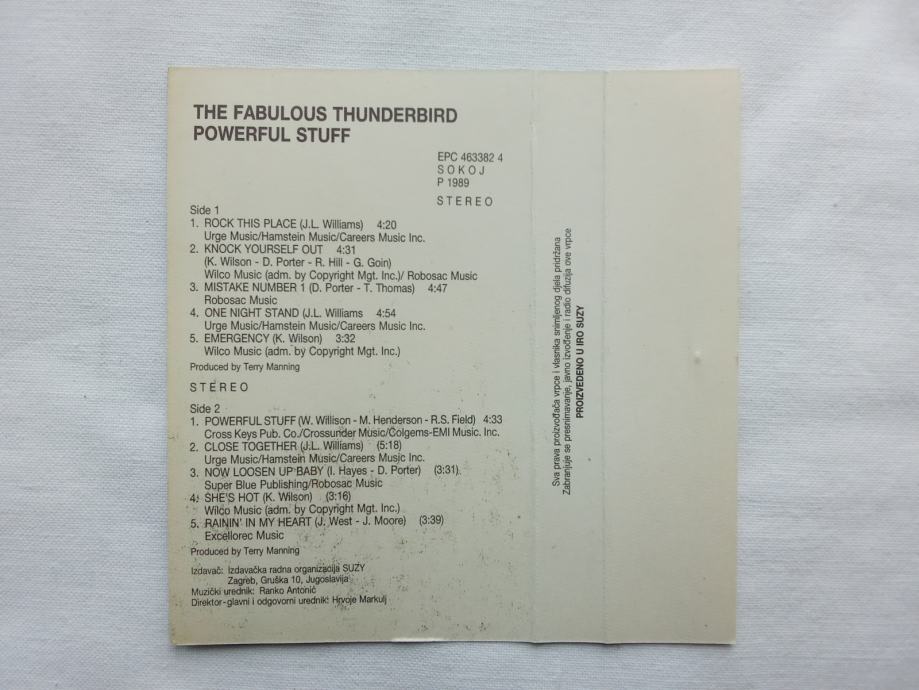 THE FABULOUS THUNDERBIRD
POWERFUL STUFF
EPC 463382 4
SOKOJ
P 1989
STEREO
Side 1
1. ROCK THIS PLACE (J.L. Williams) 4:20
Urge Music/Hamstein Music/Careers Music Inc.
2. KNOCK YOURSELF OUT 4:31
(K. Wilson - D. Porter - R. Hill - G. Goin)
Wilco Music (adm. by Copyright Mgt. Inc.)/ Robosac Music
3. MISTAKE NUMBER 1 (D. Porter - T. Thomas) 4:47
Robosac Music
4. ONE NIGHT STAND (J.L. Williams 4:54
Urge Music/Hamstein Music/Careers Music Inc.
5. EMERGENCY (K. Wilson) 3:32
Wilco Music (adm. by Copyright Mgt. Inc.)
Produced by Terry Manning
STEREO
Side 2
1. POWERFUL STUFF (W. Willison - M. Henderson - R.S. Field) 4:33
Cross Keys Pub. Co./Crossunder Music/Colgems-EMI Music. Inc.
2. CLOSE TOGETHER (J.L. Williams) (5:18)
Urge Music/Hamstein Music/Careers Music Inc.
3. NOW LOOSEN UP BABY (I. Hayes - D. Porter) (3:31)
Super Blue Publishing/Robosac Music
4. SHE'S HOT (K. Wilson) (3:16)
Wilco Music (adm. by Copyright Mgt. Inc.)
5. RAININ' IN MY HEART (J. West - J. Moore) (3:39)
Excellorec Music
Produced by Terry Manning
Izdavač: Izdavačka radna organizacija SUZY
Zagreb, Gruška 10, Jugoslavija
Muzički urednik: Ranko Antonić
Direktor-glavni i odgovorni urednik: Hrvoje Markulj
Sva prava proizvođača vrpce i vlasnika snimljenog djela pridržana
Zabranjuje se presnimavanje, javno izvođenje i radio difuzija ove vrpce
PROIZVEDENO U IRO SUZY